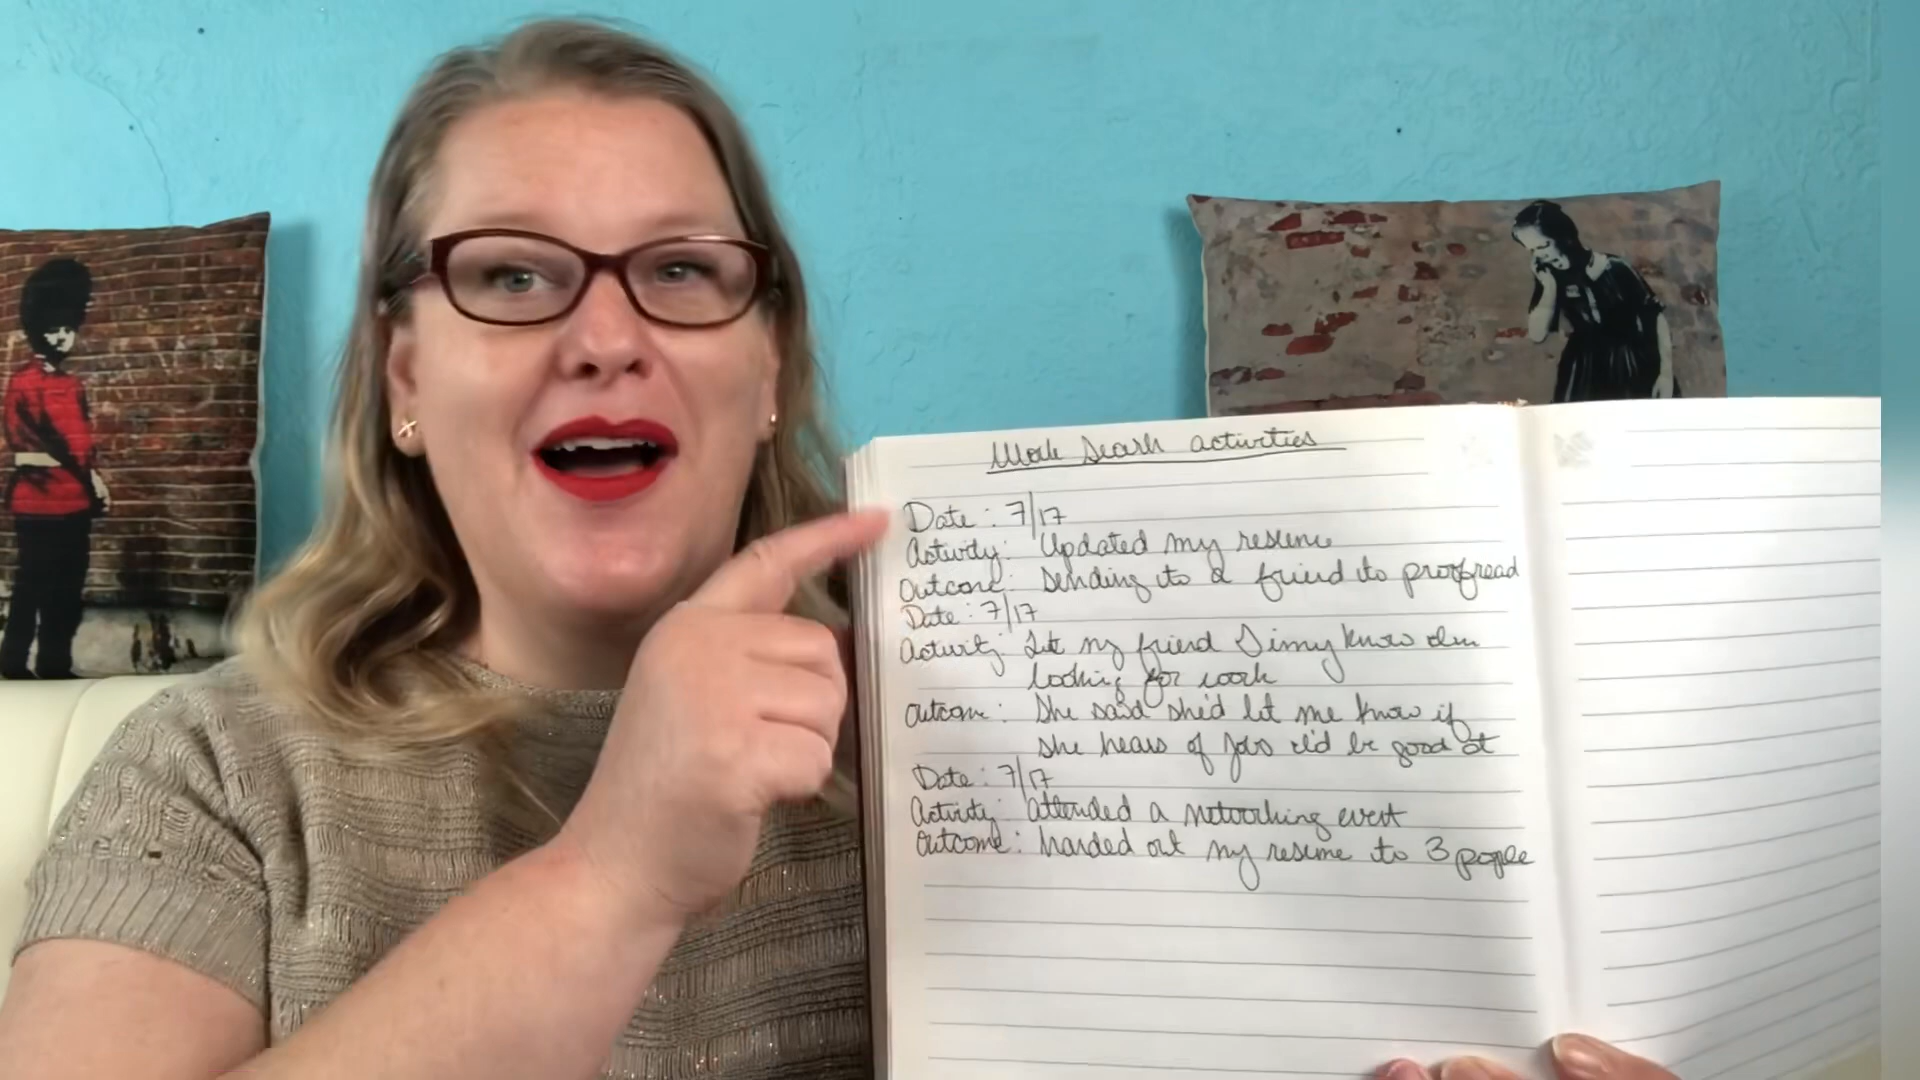 Work Search activities
Date: 7/17
Activity: Updated my resume
Outcome: Sending to a friend to proofread
Date: 7/17
Activity: Let my friend Jimmy know I'm
looking for work
outcome: She said she'd let me know if
she hears of jobs I'd be good at
Date: 7/17
Activity: attended a networking event
Outcome: handed out my resume to 3 people